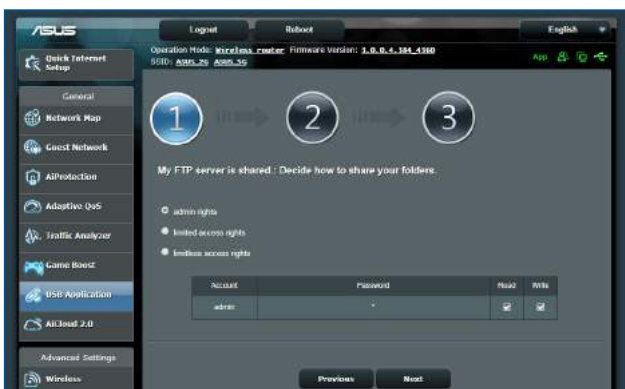 ASUS
Logout
Reboot
English
Operation Mode: Wireless router Firmware Version: 3.0.0.4.384_4360
SSID: ASUS_2G ASUS_5G
App
Quick Internet
Setup
General
Network Map
Guest Network
AiProtection
Adaptive QoS
Traffic Analyzer
Game Boost
USB Application
AiCloud 2.0
Advanced Settings
Wireless
1
2
3
My FTP server is shared.: Decide how to share your folders.
admin rights
limited access rights
limitless access rights
Account Password Read Write
admin *
Previous Next